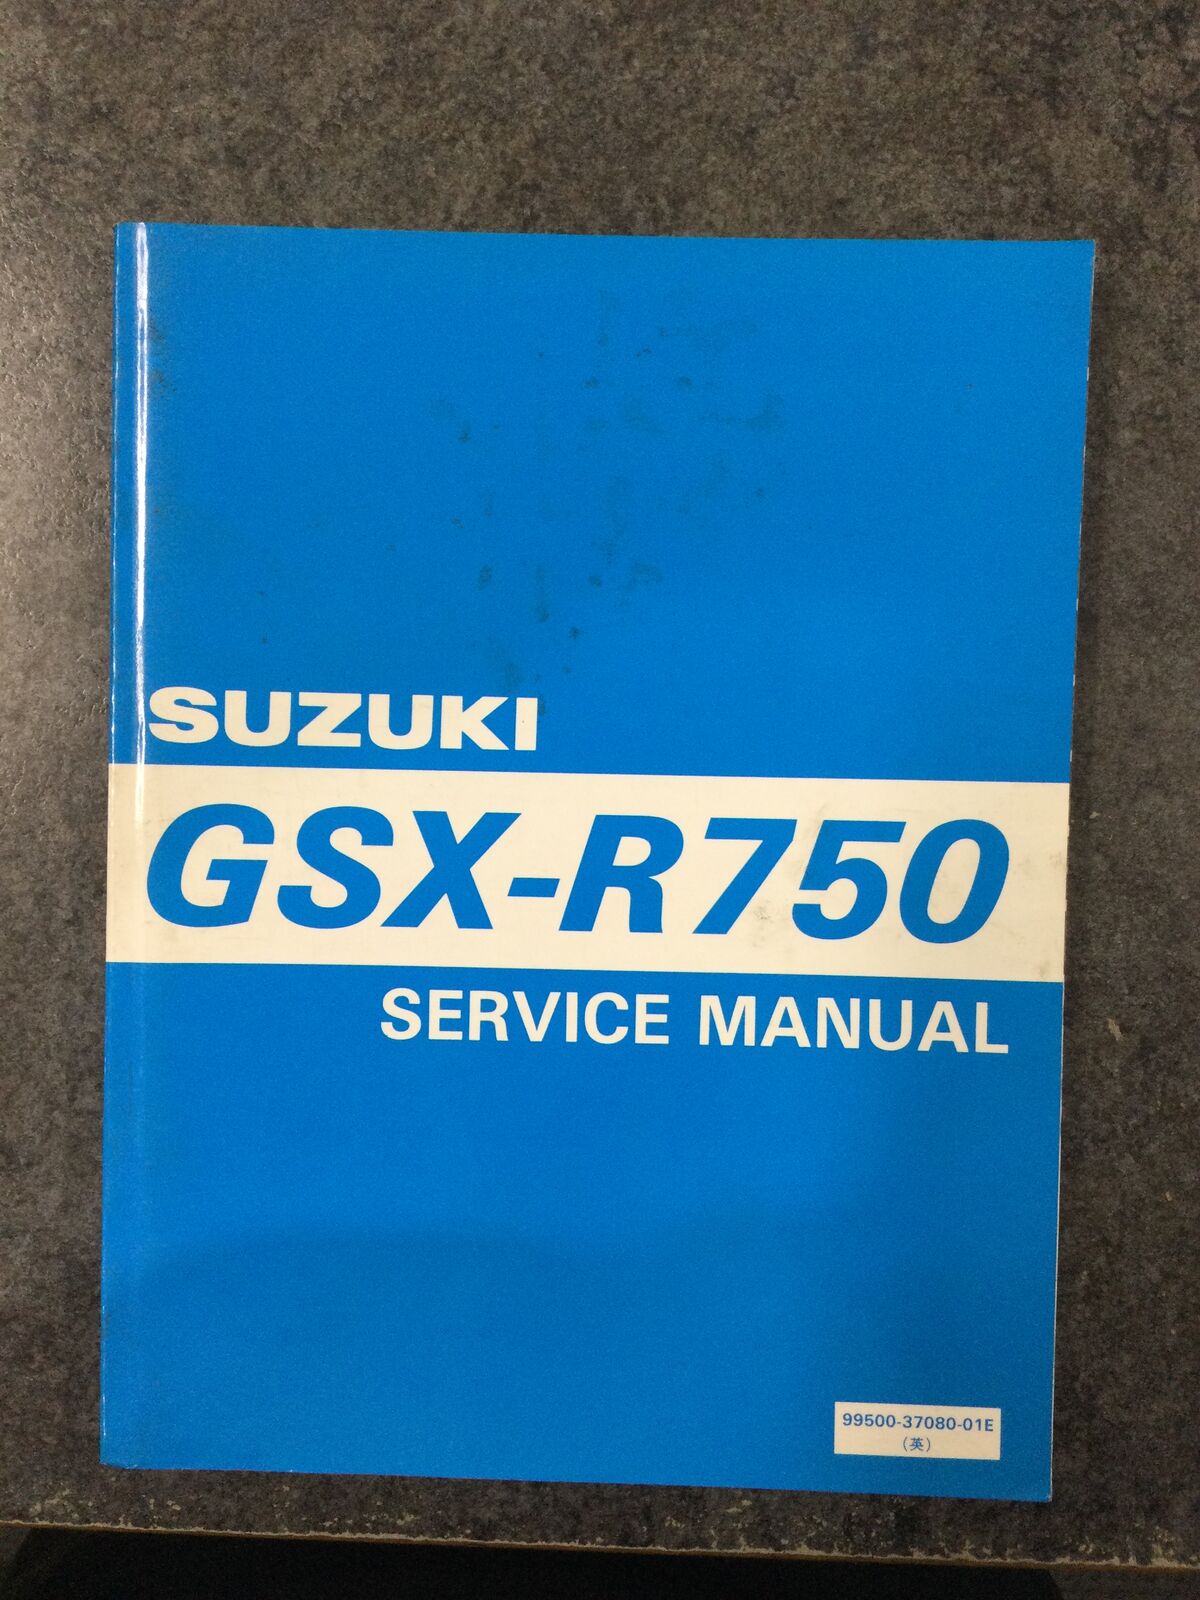 SUZUKI
GSX-R750
SERVICE MANUAL
99500-37080-01E
(英)